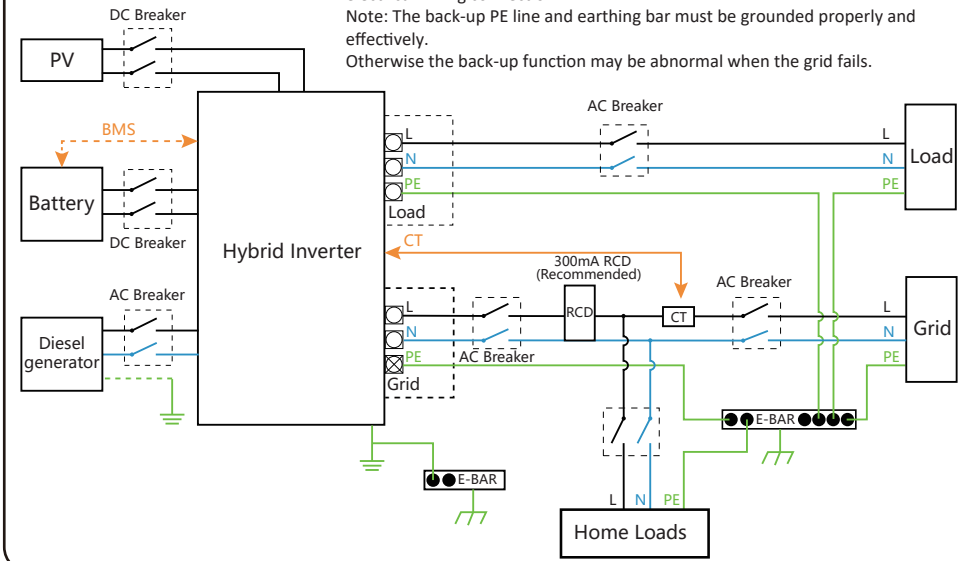 DC Breaker
Note: The back-up PE line and earthing bar must be grounded properly and
effectively.
Otherwise the back-up function may be abnormal when the grid fails.
PV
AC Breaker
BMS
L
L
N
N
Load
PE
PE
Battery
Load
DC Breaker
CT
Hybrid Inverter
300mA RCD
(Recommended)
AC Breaker
AC Breaker
L
RCD
CT
L
Diesel
generator
N
N
Grid
PE
AC Breaker
PE
Grid
E-BAR
E-BAR
L
N
PE
Home Loads